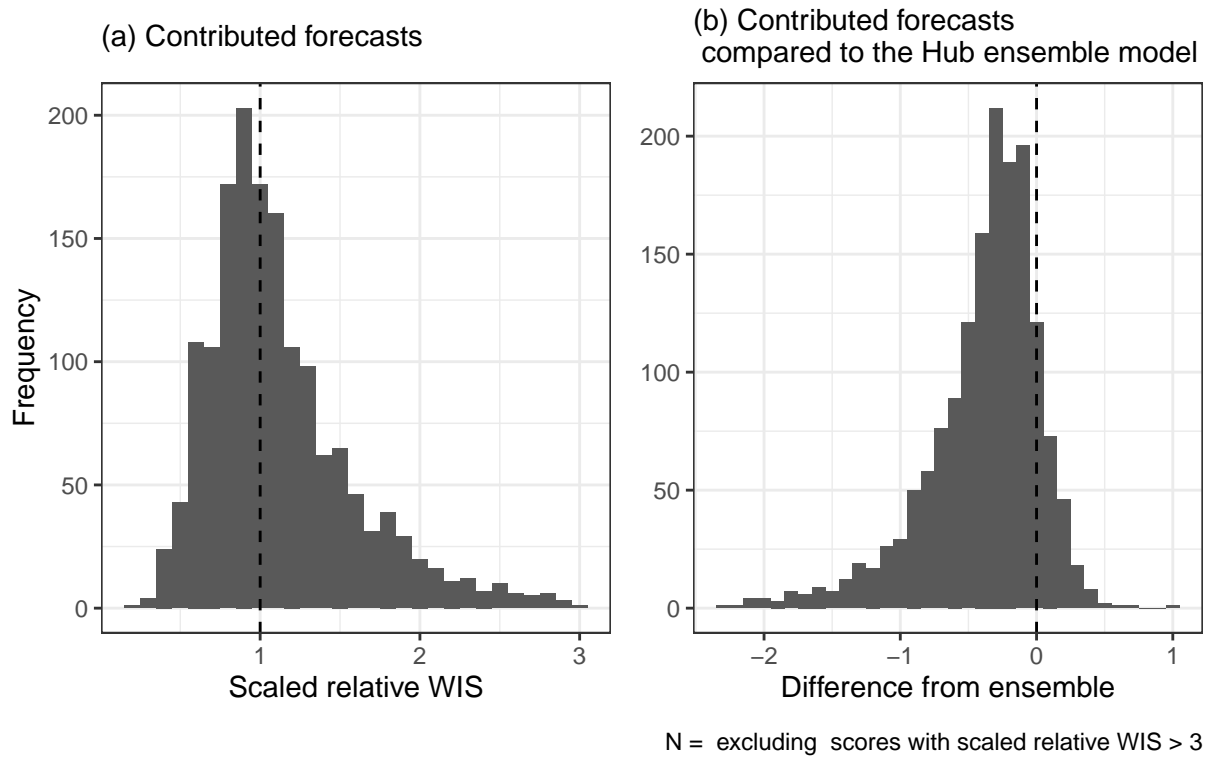 (a) Contributed forecasts
200
150
100
50
0
Frequency
1
2
3
Scaled relative WIS
(b) Contributed forecasts
compared to the Hub ensemble model
200
150
100
50
0
−2
−1
0
1
Difference from ensemble
N =  excluding  scores with scaled relative WIS > 3